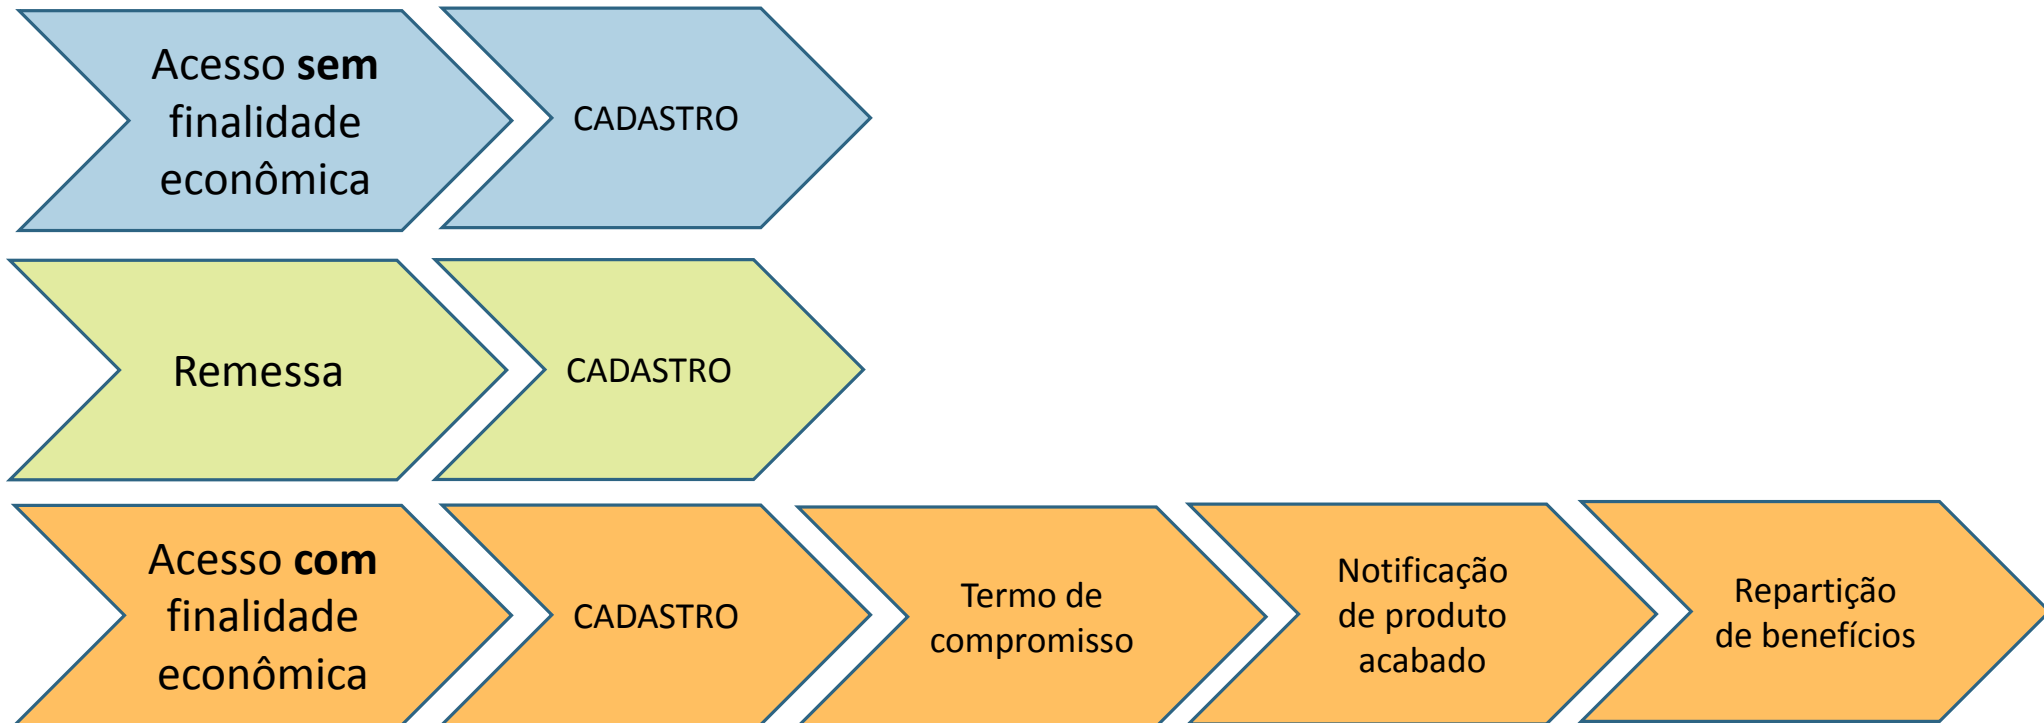 Acesso sem
finalidade
econômica
CADASTRO
Remessa
CADASTRO
Acesso com
finalidade
econômica
CADASTRO
Termo de
compromisso
Notificação
de produto
acabado
Repartição
de benefícios